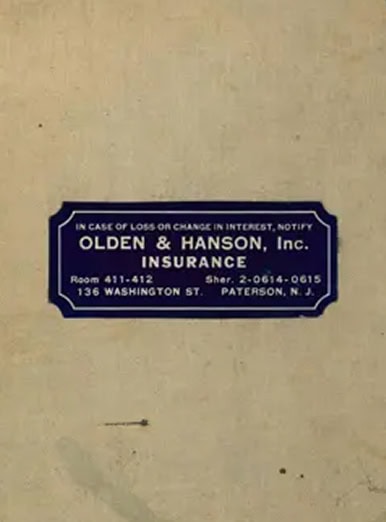 IN CASE OF LOSS OR CHANGE IN INTEREST, NOTIFY
OLDEN & HANSON, Inc.
INSURANCE
Room 411-412 Sher. 2-0614-0615
136 WASHINGTON ST. PATERSON, N. J.